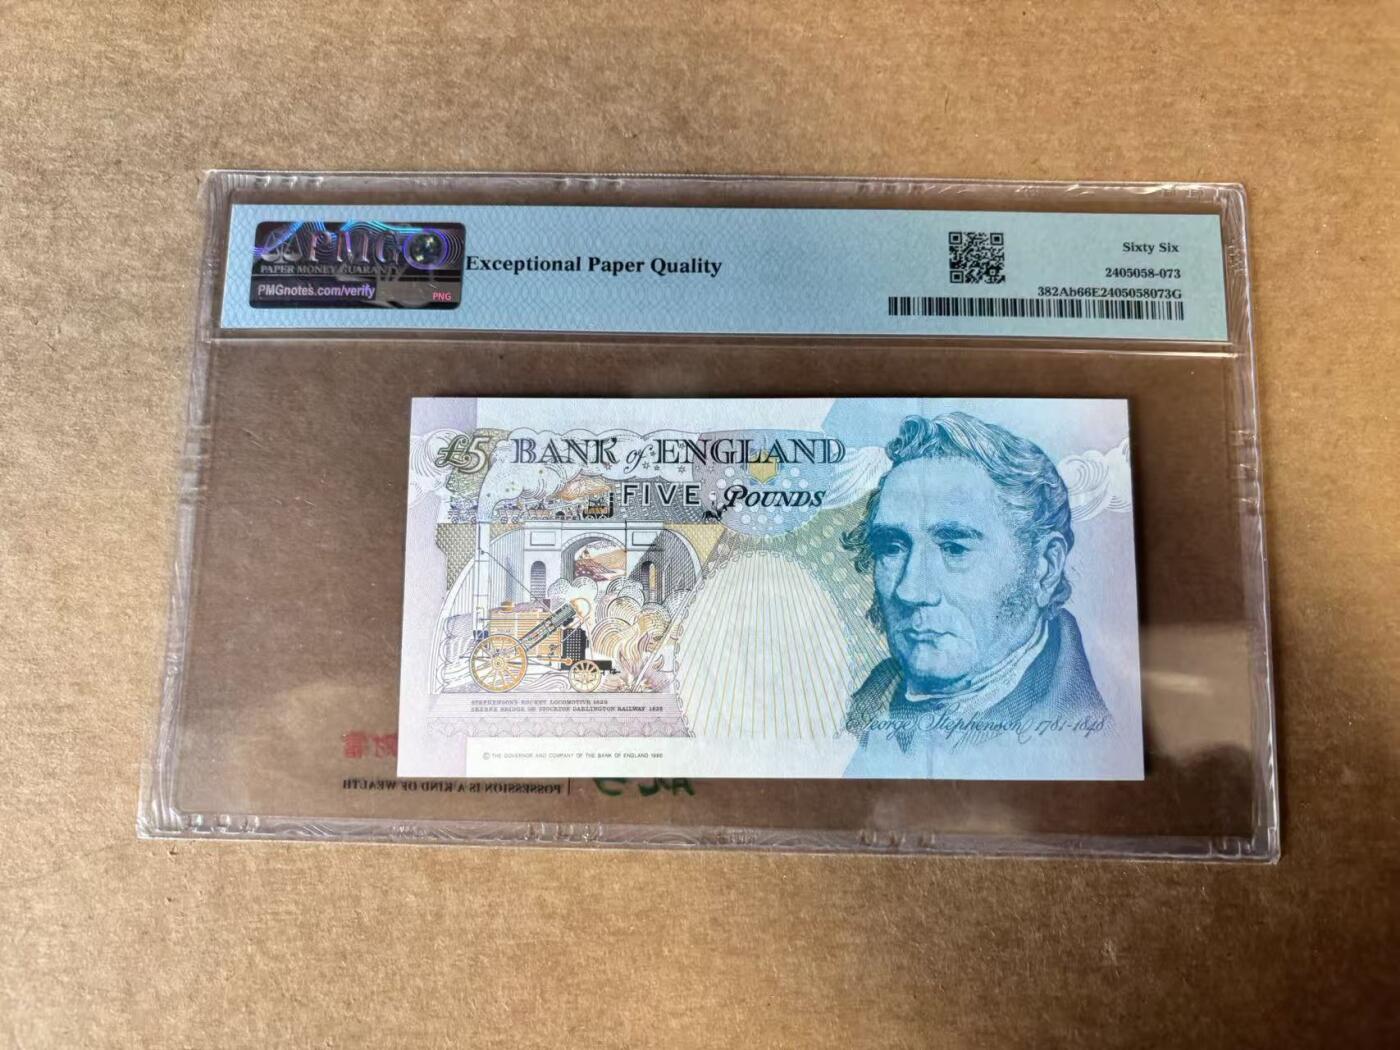 PMG
PAPER MONEY GUARANTY
PMGnotes.com/verify
PNG
Exceptional Paper Quality
Sixty Six
2405058-073
382Ab66E2405058073G
£5 BANK of ENGLAND
FIVE POUNDS
STEPHENSON'S ROCKET LOCOMOTIVE 1829
SKERNE BRIDGE ON STOCKTON DARLINGTON RAILWAY 1825
George Stephenson 1781-1848
© THE GOVERNOR AND COMPANY OF THE BANK OF ENGLAND 1990
POSSESSION IS A KIND OF WEALTH